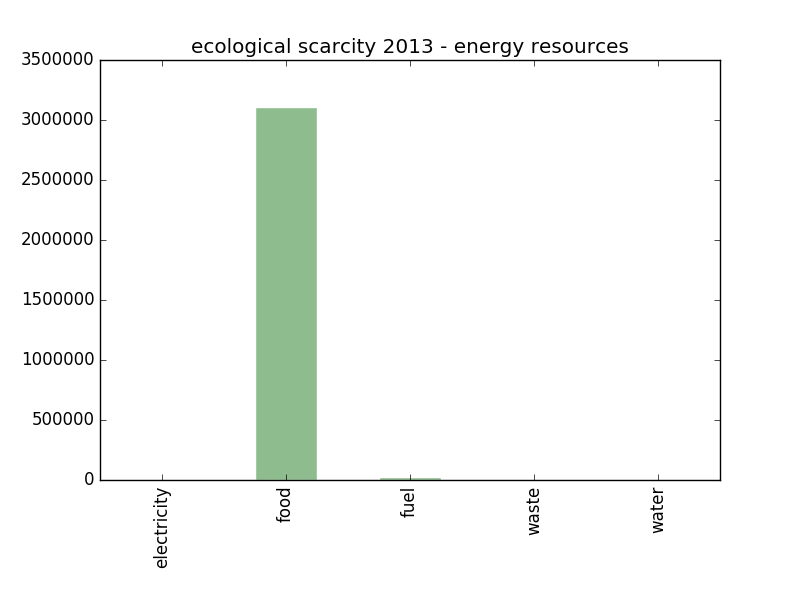 ecological scarcity 2013 - energy resources
3500000
3000000
2500000
2000000
1500000
1000000
500000
0
electricity
food
fuel
waste
water